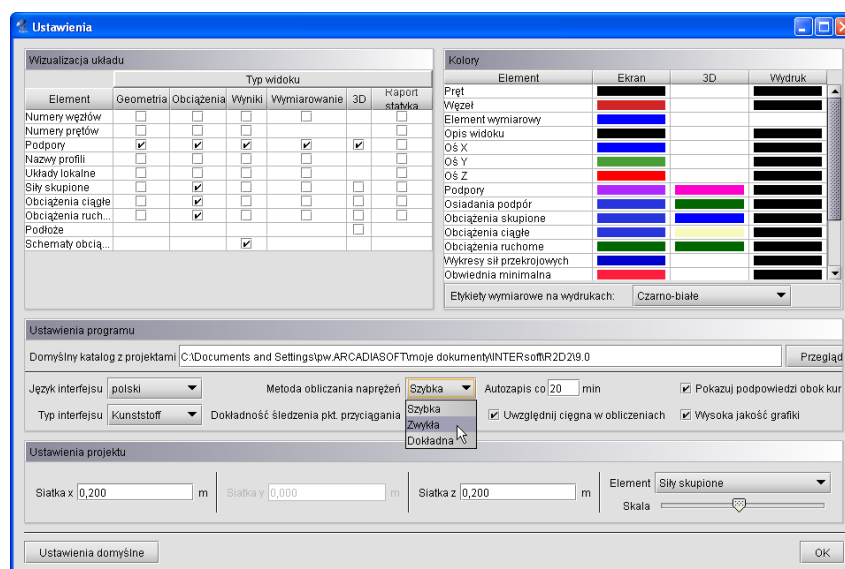 Ustawienia
Wizualizacja układu
Typ widoku
Element Geometria Obciążenia Wyniki Wymiarowanie 3D Raport statyka
Numery węzłów
Numery prętów
Podpory
Nazwy profili
Układy lokalne
Siły skupione
Obciążenia ciągłe
Obciążenia ruch...
Podłoże
Schematy obcią...
Kolory
Element Ekran 3D Wydruk
Pręt
Węzeł
Element wymiarowy
Opis widoku
Oś X
Oś Y
Oś Z
Podpory
Osiadania podpór
Obciążenia skupione
Obciążenia ciągłe
Obciążenia ruchome
Wykresy sił przekrojowych
Obwiednia minimalna
Etykiety wymiarowe na wydrukach: Czarno-białe
Ustawienia programu
Domyślny katalog z projektami C:\Documents and Settings\pw.ARCADIASOFT\moje dokumenty\INTERsoft\R2D2\9.0 Przegląd
Język interfejsu polski Metoda obliczania naprężeń Szybka Autozapis co 20 min Pokazuj podpowiedzi obok kur
Typ interfejsu Kunststoff Dokładność śledzenia pkt. przyciągania Uwzględnij cięgna w obliczeniach Wysoka jakość grafiki
Szybka
Zwykła
Dokładna
Ustawienia projektu
Siatka x 0,200 m Siatka y 0,000 m Siatka z 0,200 m Element Siły skupione
Skala
Ustawienia domyślne OK